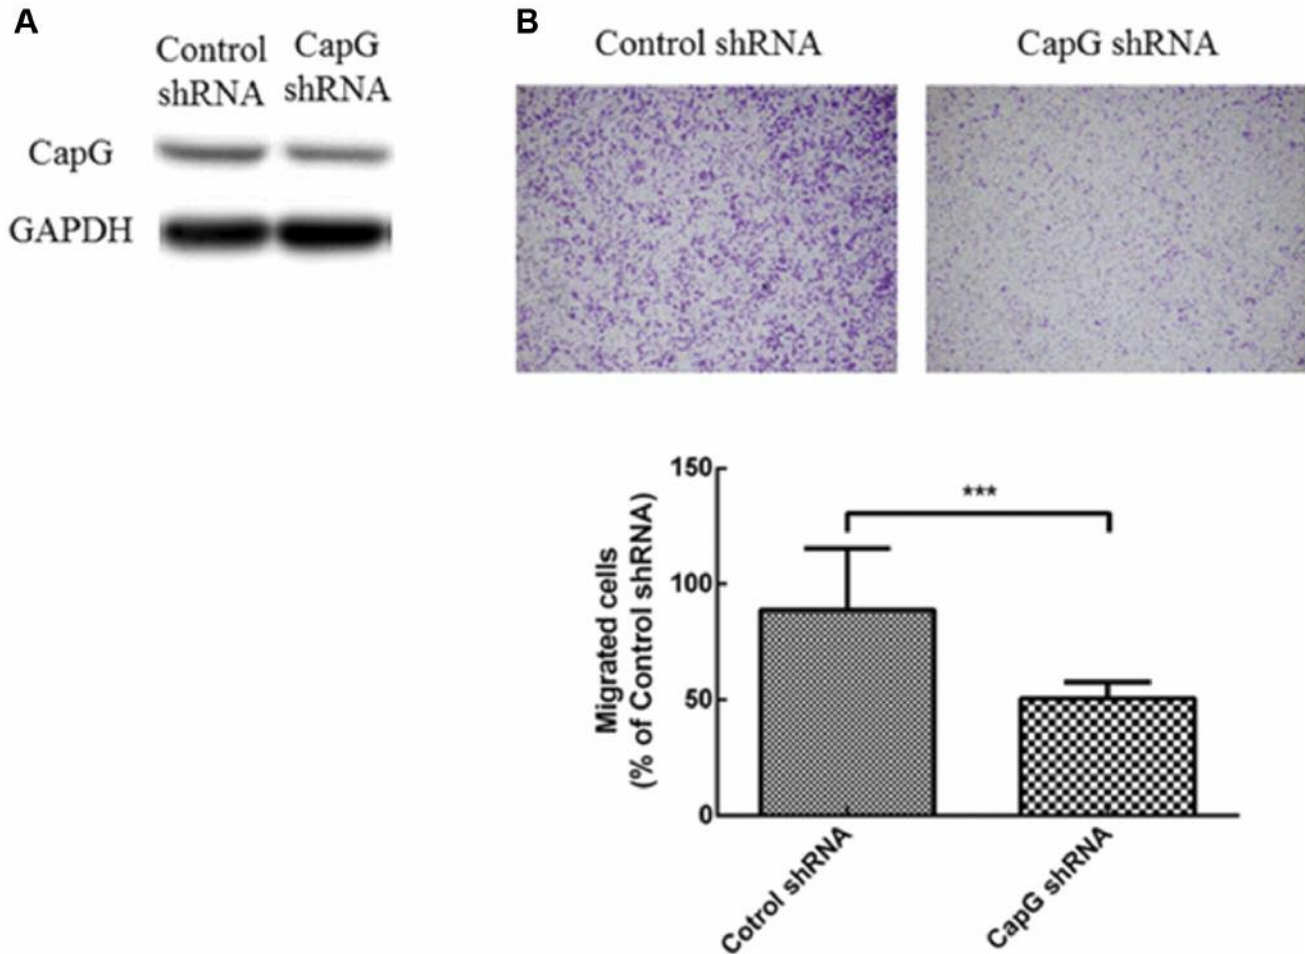 A
Control
shRNA
CapG
shRNA
CapG
GAPDH
B
Control shRNA
CapG shRNA
150
***
100
50
0
Migrated cells
(% of Control shRNA)
Cotrol shRNA
CapG shRNA